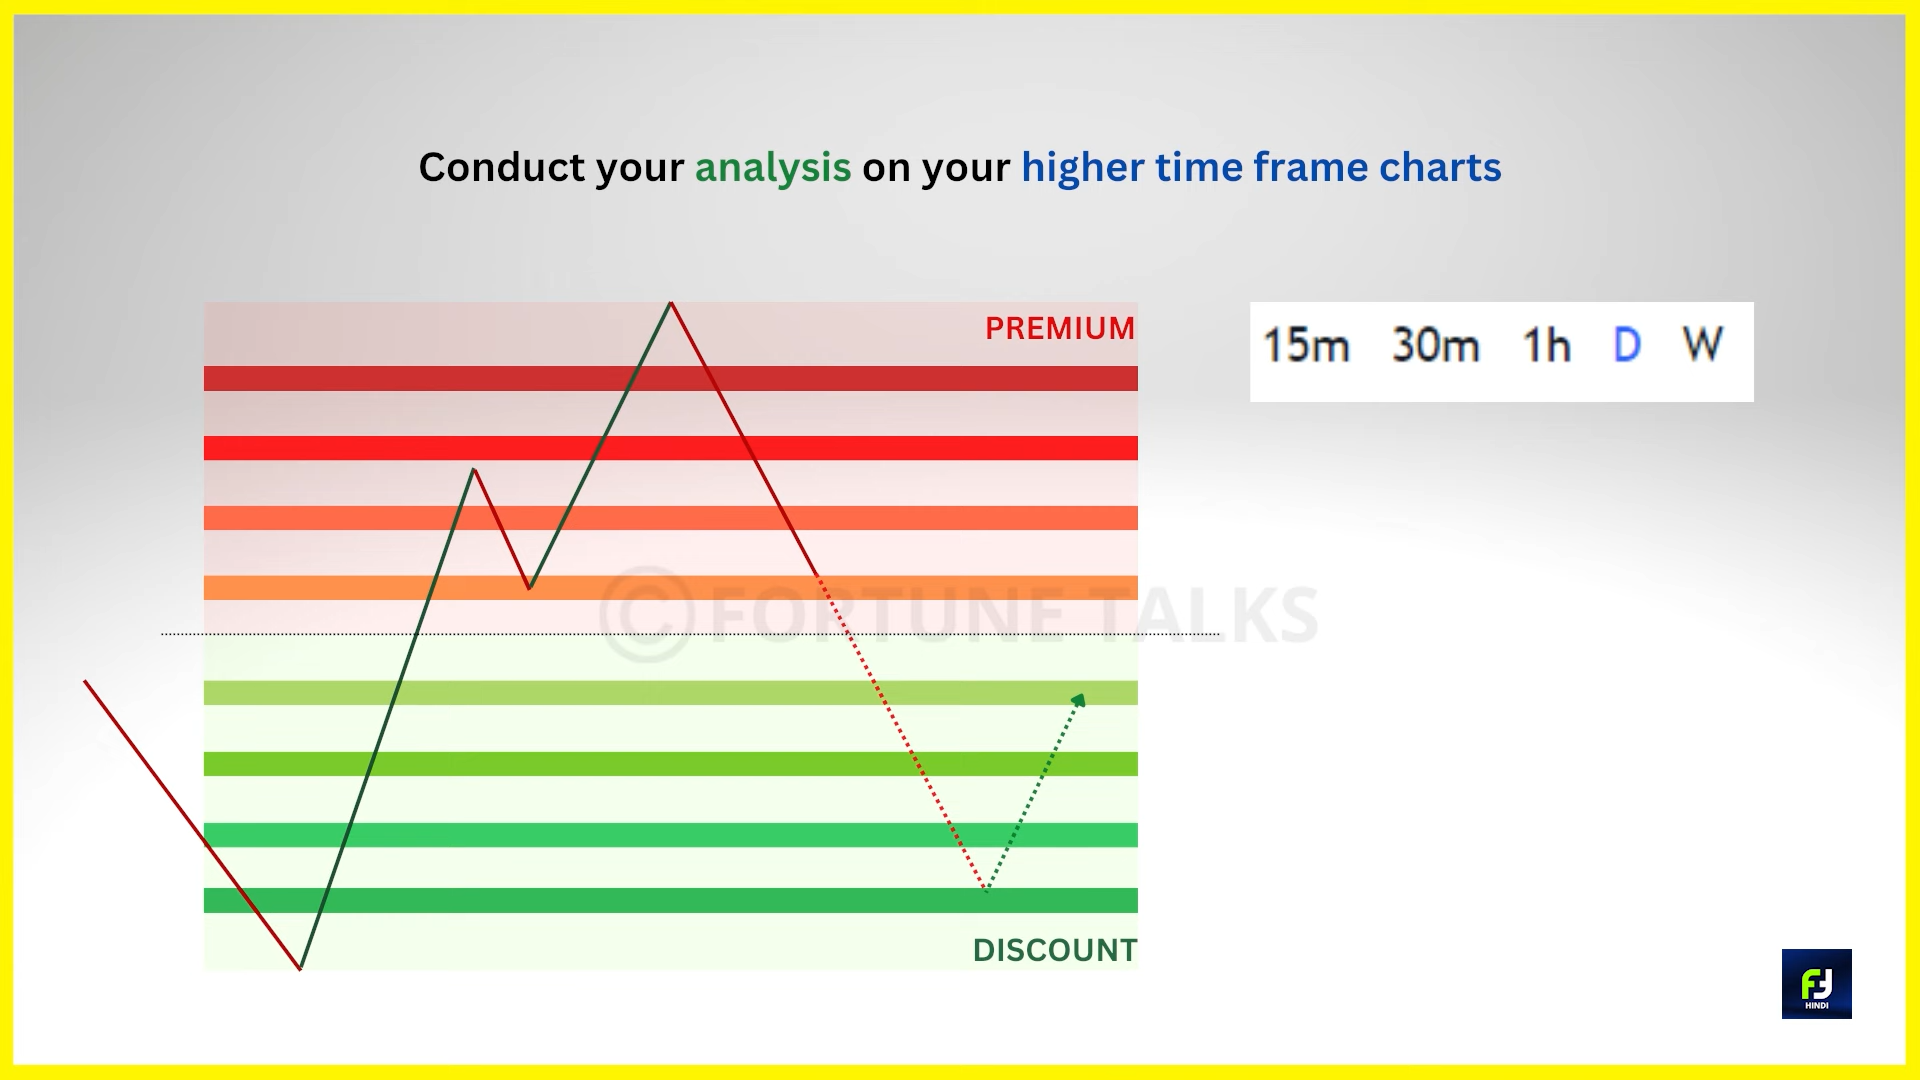 Conduct your analysis on your higher time frame charts
PREMIUM
15m 30m 1h D W
© FORTUNE TALKS
DISCOUNT
HINDI